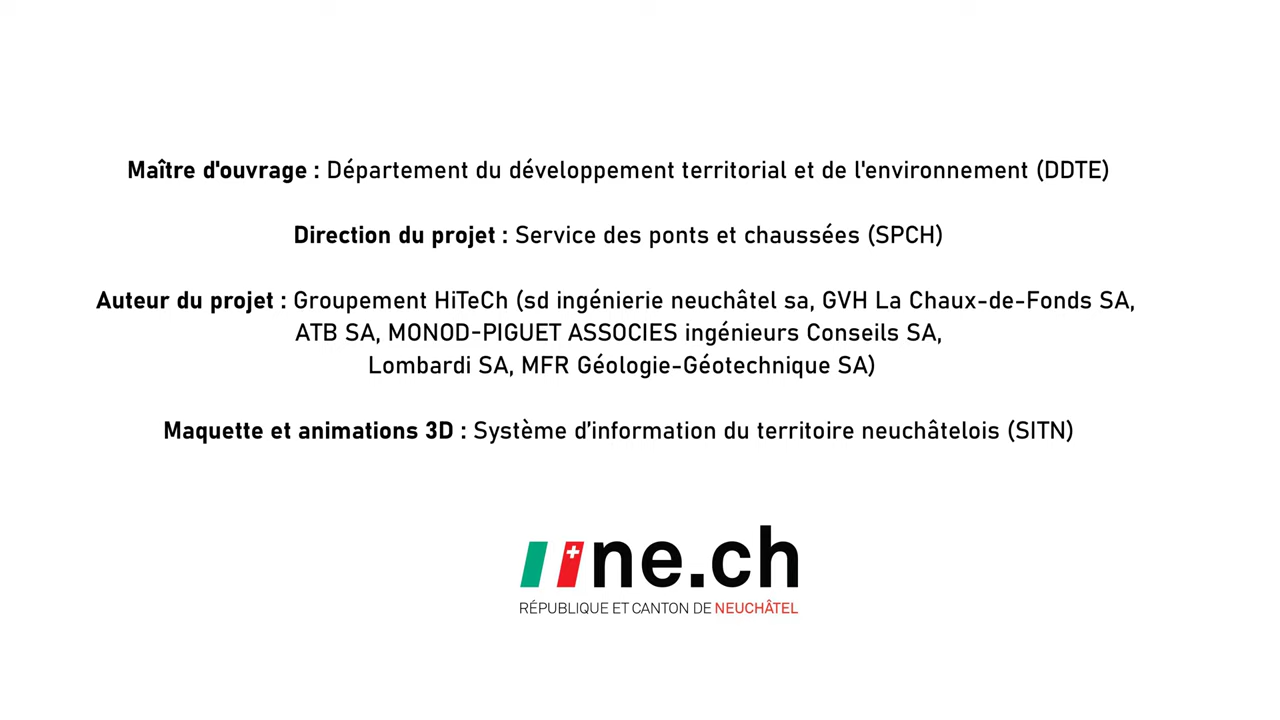 Maître d'ouvrage : Département du développement territorial et de l'environnement (DDTE)
Direction du projet : Service des ponts et chaussées (SPCH)
Auteur du projet : Groupement HiTeCh (sd ingénierie neuchâtel sa, GVH La Chaux-de-Fonds SA,
ATB SA, MONOD-PIGUET ASSOCIES ingénieurs Conseils SA,
Lombardi SA, MFR Géologie-Géotechnique SA)
Maquette et animations 3D : Système d’information du territoire neuchâtelois (SITN)
ne.ch
RÉPUBLIQUE ET CANTON DE NEUCHÂTEL